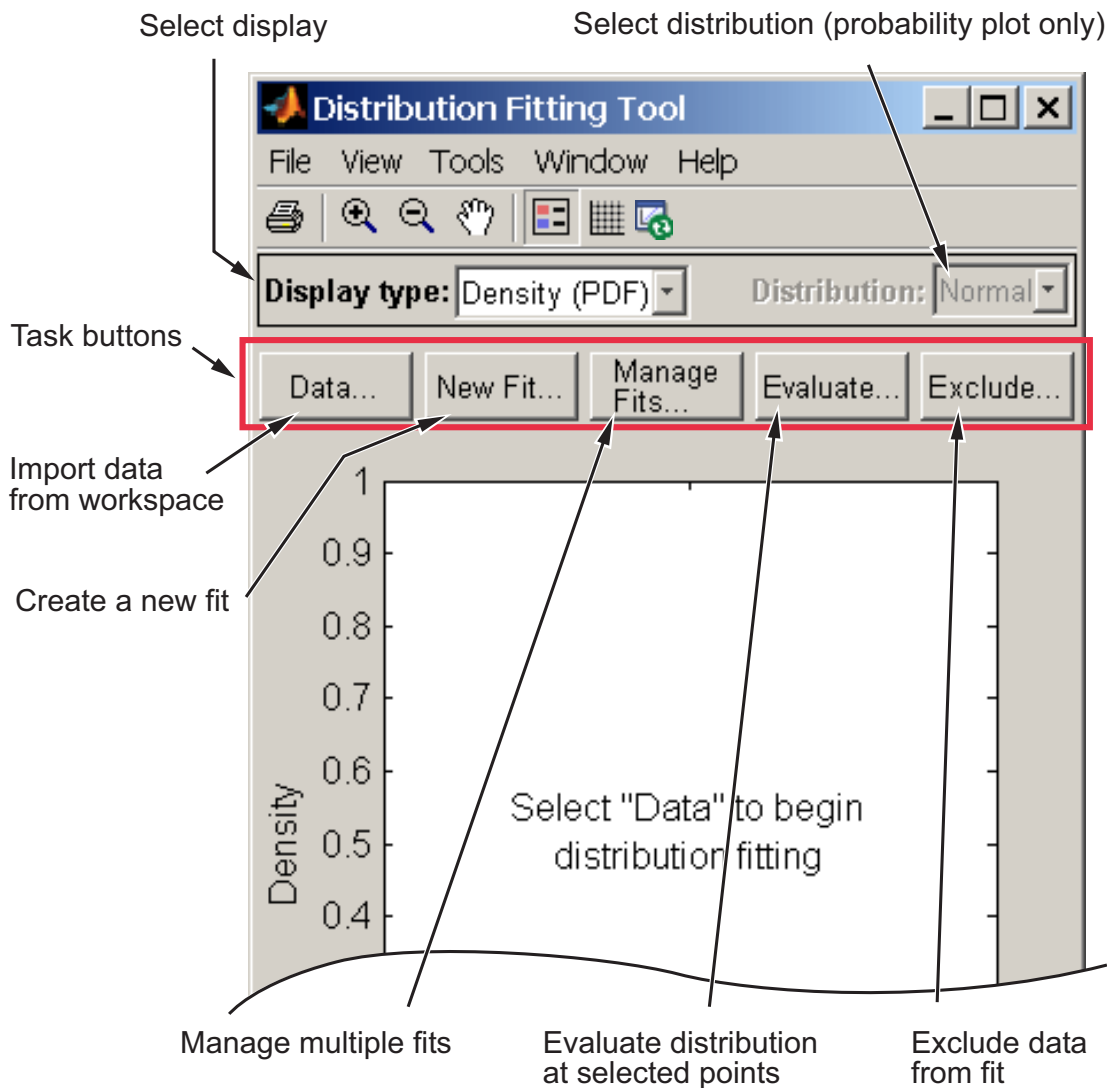 Select display
Select distribution (probability plot only)
Distribution Fitting Tool
File View Tools Window Help
Display type: Density (PDF) Distribution: Normal
Task buttons
Data... New Fit... Manage Fits... Evaluate... Exclude...
Import data
from workspace
Create a new fit
1
0.9
0.8
0.7
0.6
0.5
0.4
Density
Select "Data" to begin
distribution fitting
Manage multiple fits
Evaluate distribution
at selected points
Exclude data
from fit